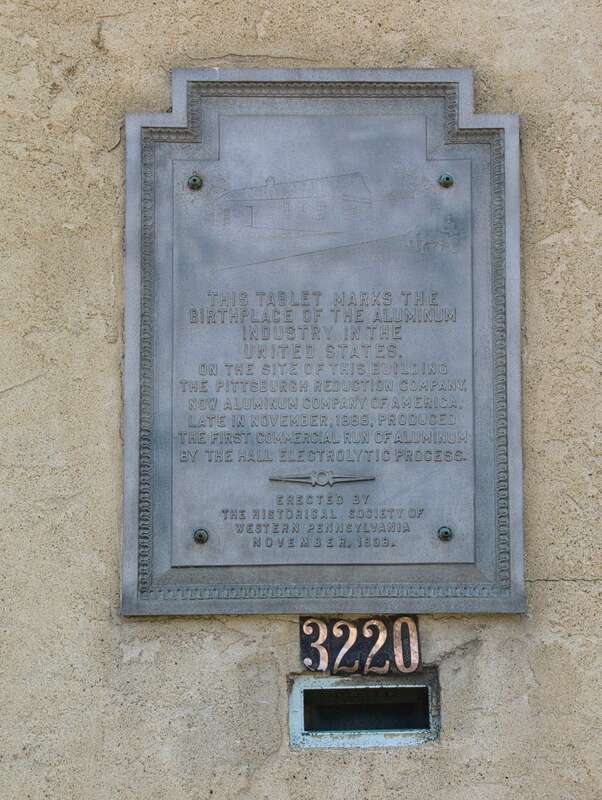 THIS TABLET MARKS THE
BIRTHPLACE OF THE ALUMINUM
INDUSTRY IN THE
UNITED STATES.
ON THE SITE OF THIS BUILDING
THE PITTSBURGH REDUCTION COMPANY,
NOW ALUMINUM COMPANY OF AMERICA,
LATE IN NOVEMBER, 1888, PRODUCED
THE FIRST COMMERCIAL RUN OF ALUMINUM
BY THE HALL ELECTROLYTIC PROCESS.
ERECTED BY
THE HISTORICAL SOCIETY OF
WESTERN PENNSYLVANIA
NOVEMBER, 1938.
3220